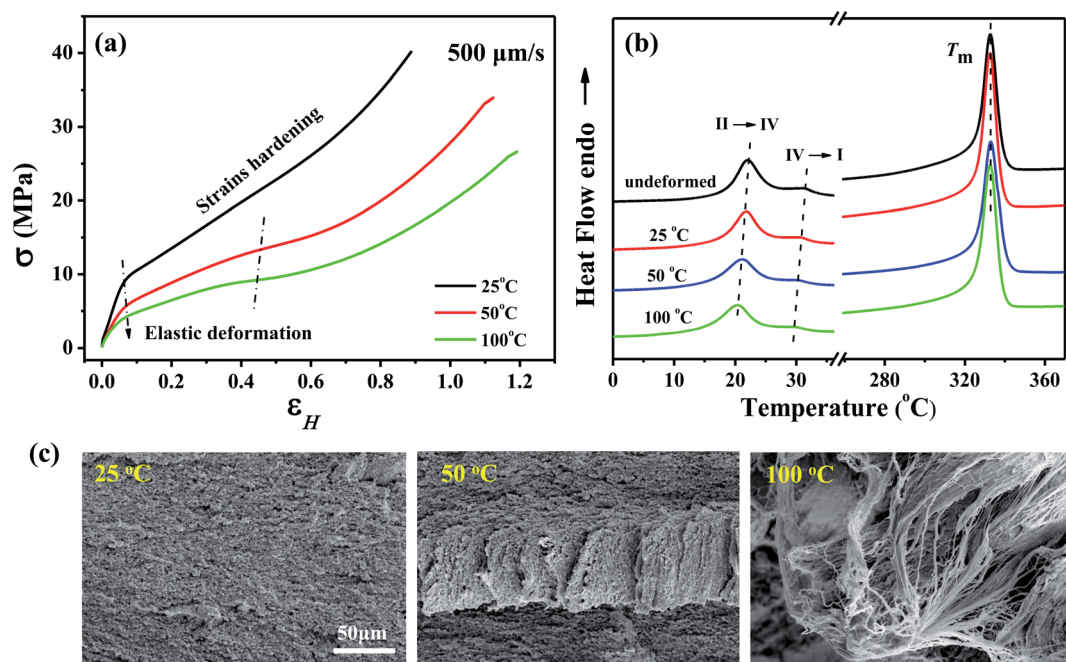 (a)
500 μm/s
Strains hardening
Elastic deformation
25°C
50°C
100°C
σ (MPa)
0
10
20
30
40
0.0 0.2 0.4 0.6 0.8 1.0 1.2
ε_H
(b)
T_m
II → IV
IV → I
undeformed
25 °C
50 °C
100 °C
Heat Flow endo →
0 10 20 30 280 320 360
Temperature (°C)
(c)
25 °C
50 °C
100 °C
50μm